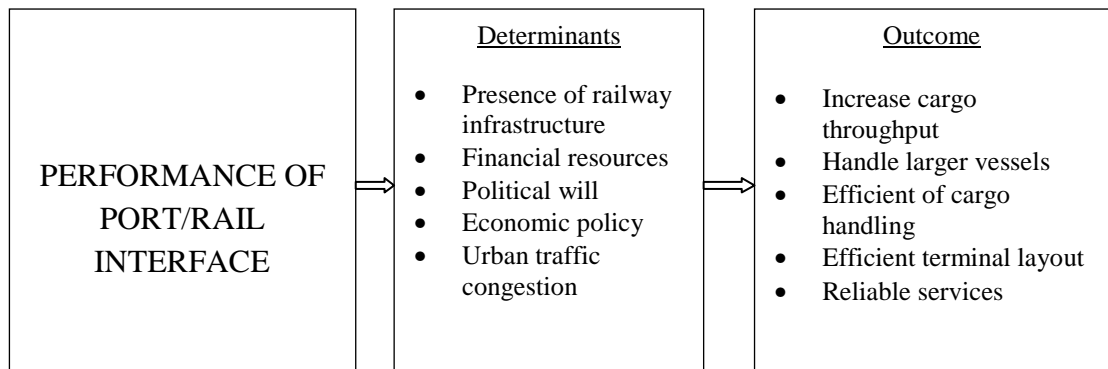 PERFORMANCE OF
PORT/RAIL
INTERFACE
Determinants
• Presence of railway
infrastructure
• Financial resources
• Political will
• Economic policy
• Urban traffic
congestion
Outcome
• Increase cargo
throughput
• Handle larger vessels
• Efficient of cargo
handling
• Efficient terminal layout
• Reliable services